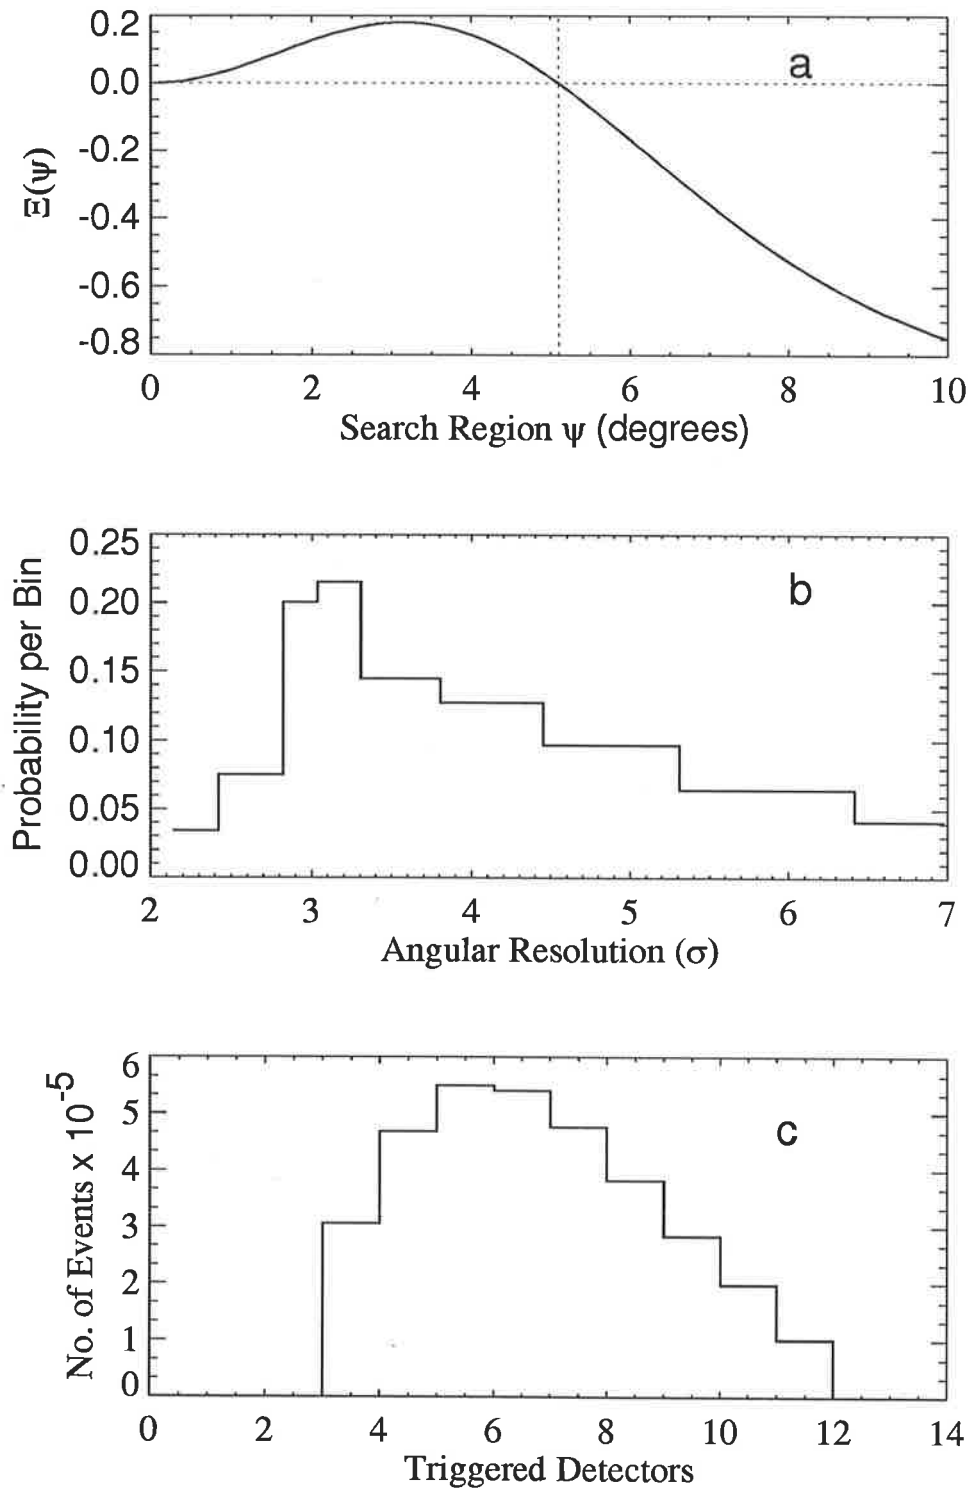 0.2
0.0
-0.2
-0.4
-0.6
-0.8
Ξ(ψ)
a
0 2 4 6 8 10
Search Region ψ (degrees)
0.25
0.20
0.15
0.10
0.05
0.00
Probability per Bin
b
2 3 4 5 6 7
Angular Resolution (σ)
6
5
4
3
2
1
0
No. of Events x 10⁻⁵
c
0 2 4 6 8 10 12 14
Triggered Detectors